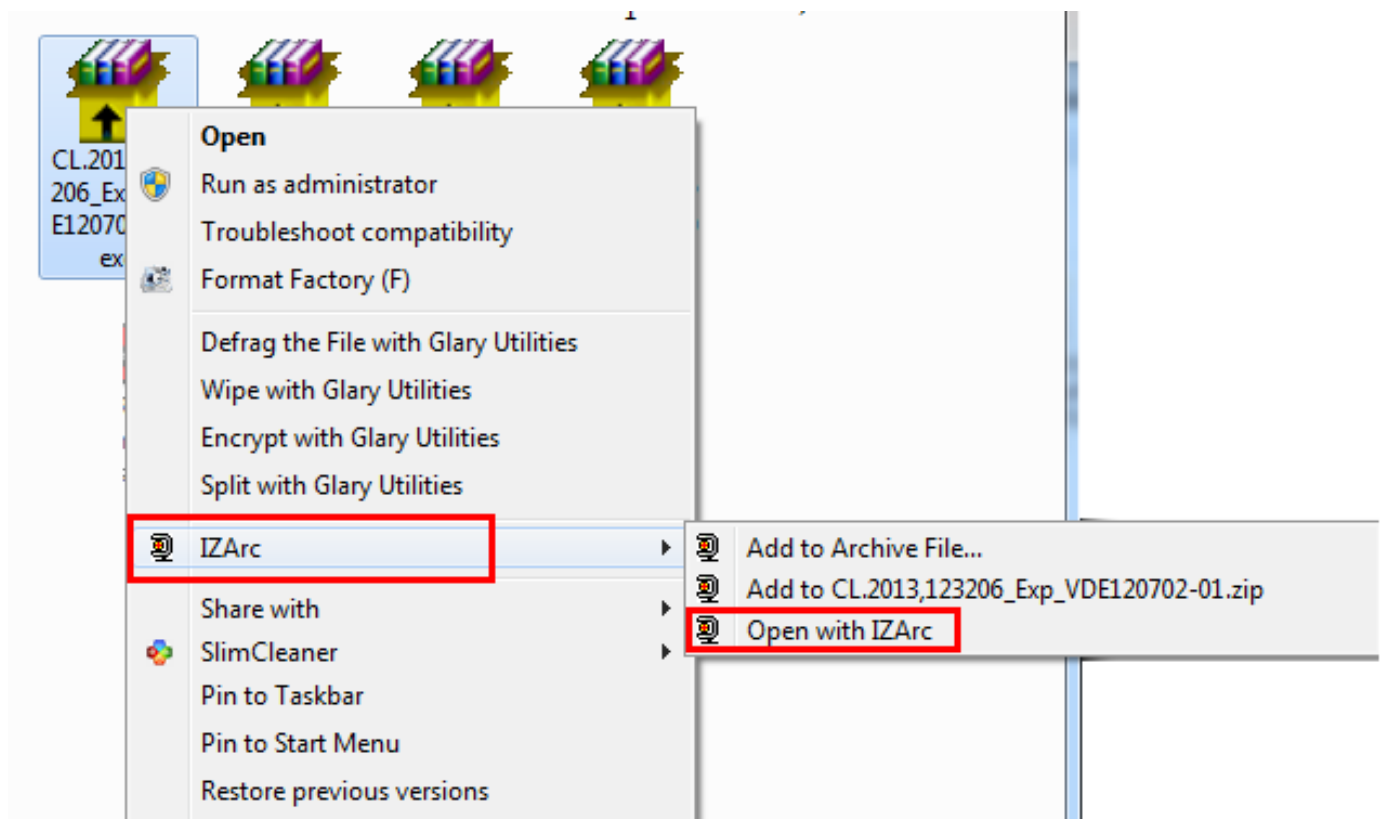 CL.201
206_Ex
E12070
ex
Open
Run as administrator
Troubleshoot compatibility
Format Factory (F)
Defrag the File with Glary Utilities
Wipe with Glary Utilities
Encrypt with Glary Utilities
Split with Glary Utilities
IZArc
Add to Archive File...
Add to CL.2013,123206_Exp_VDE120702-01.zip
Open with IZArc
Share with
SlimCleaner
Pin to Taskbar
Pin to Start Menu
Restore previous versions